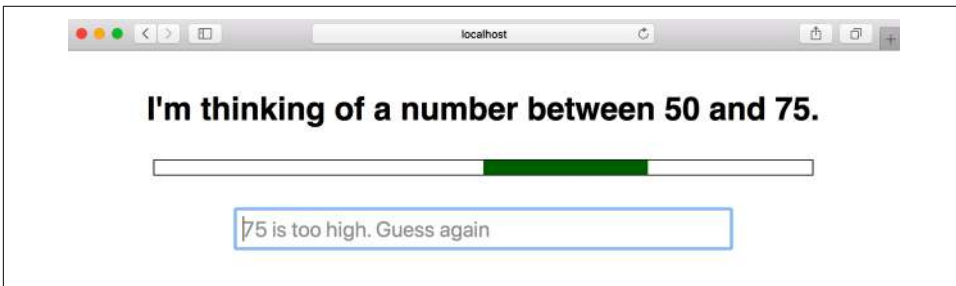 localhost
I'm thinking of a number between 50 and 75.
75 is too high. Guess again